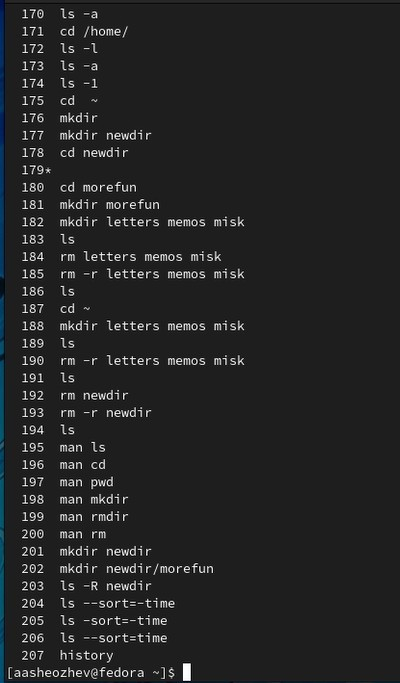 170 ls -a
171 cd /home/
172 ls -l
173 ls -a
174 ls -1
175 cd  ~
176 mkdir
177 mkdir newdir
178 cd newdir
179*
180 cd morefun
181 mkdir morefun
182 mkdir letters memos misk
183 ls
184 rm letters memos misk
185 rm -r letters memos misk
186 ls
187 cd ~
188 mkdir letters memos misk
189 ls
190 rm -r letters memos misk
191 ls
192 rm newdir
193 rm -r newdir
194 ls
195 man ls
196 man cd
197 man pwd
198 man mkdir
199 man rmdir
200 man rm
201 mkdir newdir
202 mkdir newdir/morefun
203 ls -R newdir
204 ls --sort=-time
205 ls -sort=-time
206 ls --sort=time
207 history
[aasheozhev@fedora ~]$